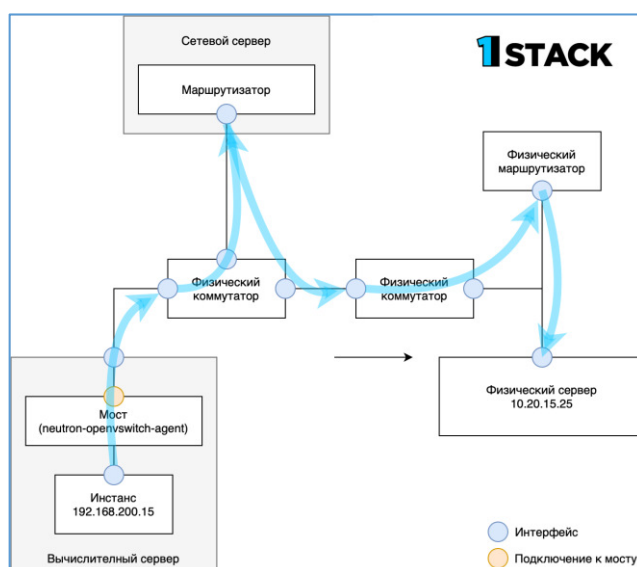 Сетевой сервер
1STACK
Маршрутизатор
Физический
маршрутизатор
Физический
коммутатор
Физический
коммутатор
Мост
(neutron-openvswitch-agent)
Физический сервер
10.20.15.25
Инстанс
192.168.200.15
Интерфейс
Вычислителный сервер
Подключение к мосту